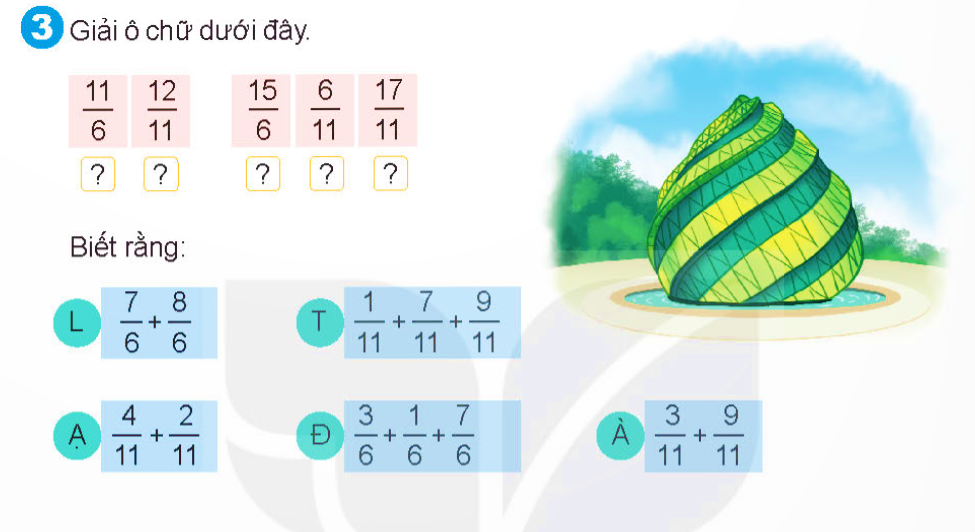 3 Giải ô chữ dưới đây.
11/6 12/11 15/6 6/11 17/11
? ? ? ? ?
Biết rằng:
L 7/6 + 8/6 T 1/11 + 7/11 + 9/11
Ạ 4/11 + 2/11 Đ 3/6 + 1/6 + 7/6 À 3/11 + 9/11